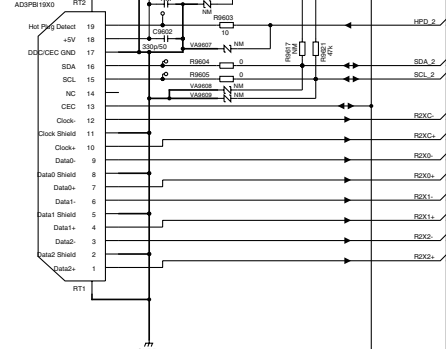 AD3PBI19X0
RT2
NM
R9603
Hot Plug Detect 19
10
HPD_2
C9602
+5V 18
330p/50
VA9607
NM
DDC/CEC GND 17
R9617
NM
R9621
47k
SDA 16
R9604
0
SDA_2
SCL 15
R9605
0
SCL_2
VA9608
NM
NC 14
VA9609
NM
CEC 13
Clock- 12
R2XC-
Clock Shield 11
Clock+ 10
R2XC+
Data0- 9
R2X0-
Data0 Shield 8
Data0+ 7
R2X0+
Data1- 6
R2X1-
Data1 Shield 5
Data1+ 4
R2X1+
Data2- 3
R2X2-
Data2 Shield 2
Data2+ 1
R2X2+
RT1